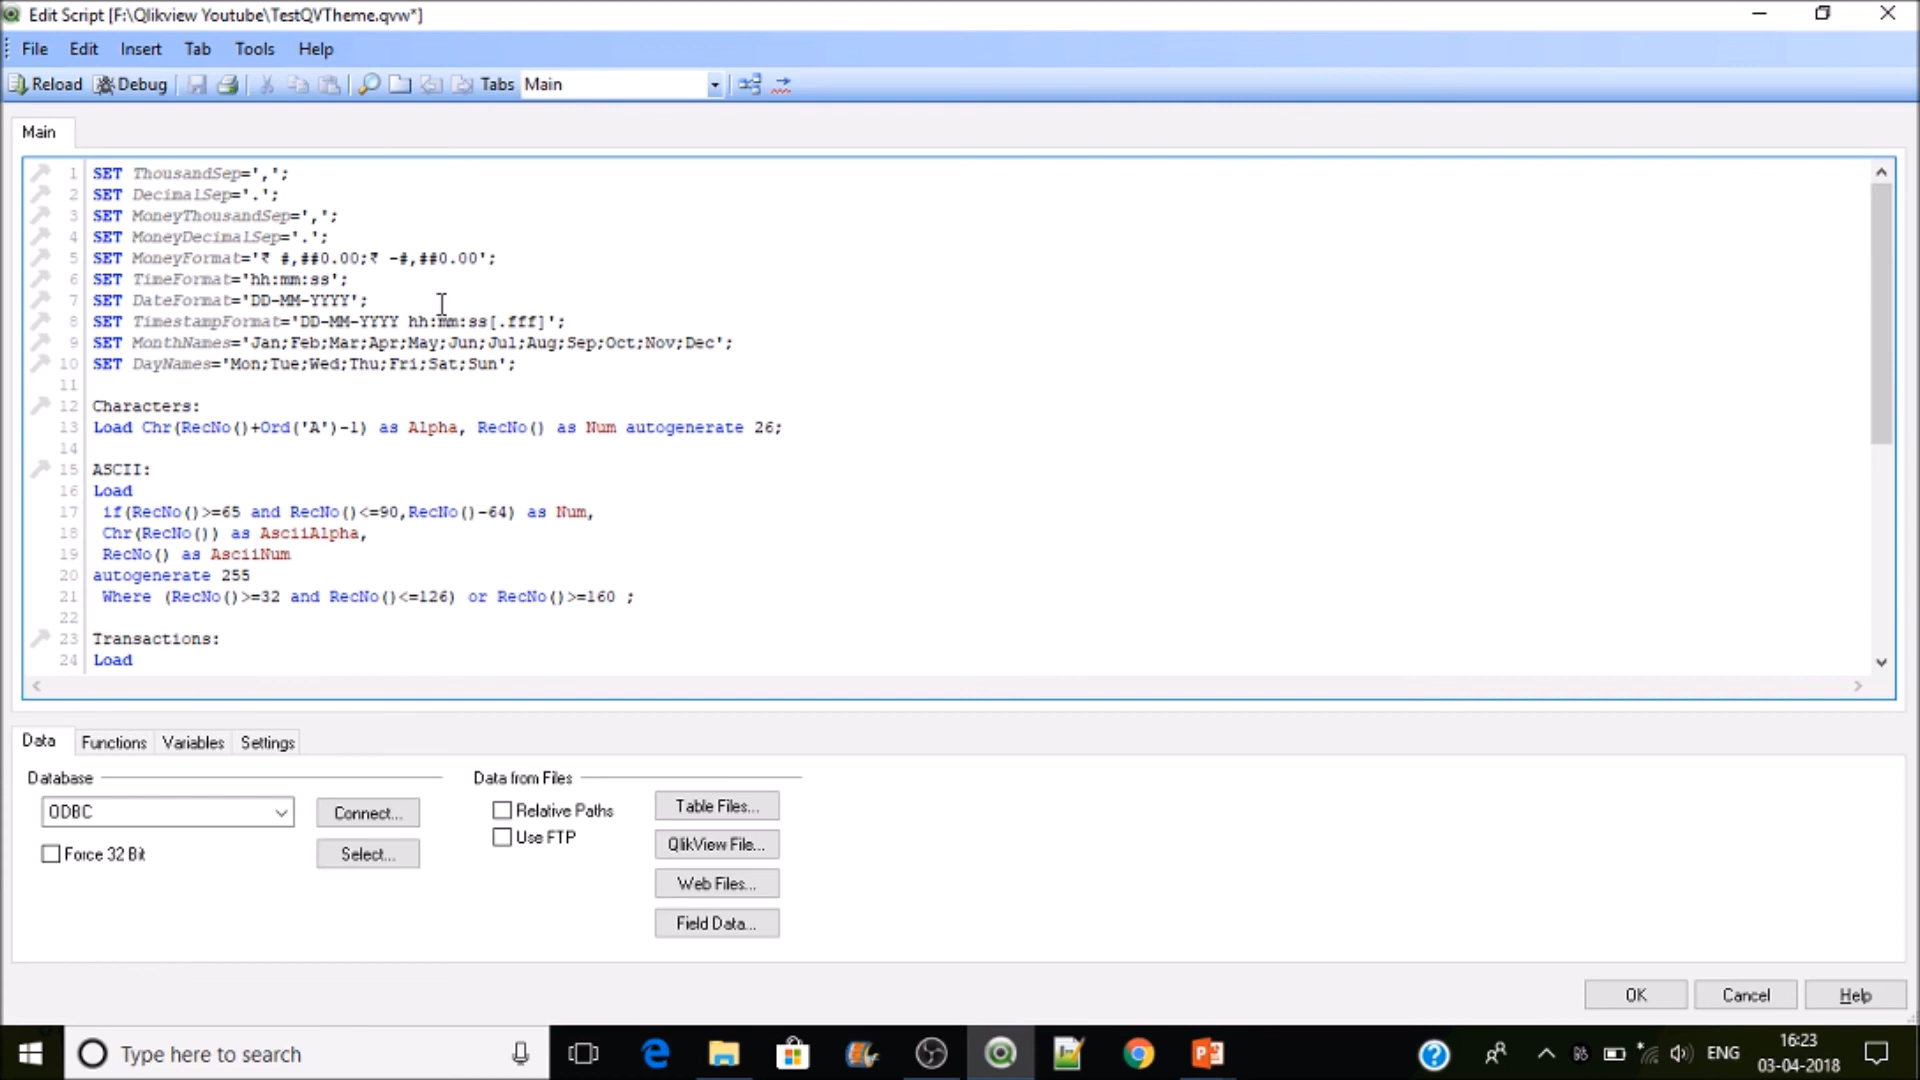 Edit Script [F:\Qlikview Youtube\TestQVTheme.qvw*]
File Edit Insert Tab Tools Help
Reload Debug Tabs Main
Main
1 SET ThousandSep=',';
2 SET DecimalSep='.';
3 SET MoneyThousandSep=',';
4 SET MoneyDecimalSep='.';
5 SET MoneyFormat='₹ #,##0.00;₹ -#,##0.00';
6 SET TimeFormat='hh:mm:ss';
7 SET DateFormat='DD-MM-YYYY';
8 SET TimestampFormat='DD-MM-YYYY hh:mm:ss[.fff]';
9 SET MonthNames='Jan;Feb;Mar;Apr;May;Jun;Jul;Aug;Sep;Oct;Nov;Dec';
10 SET DayNames='Mon;Tue;Wed;Thu;Fri;Sat;Sun';
11
12 Characters:
13 Load Chr(RecNo()+Ord('A')-1) as Alpha, RecNo() as Num autogenerate 26;
14
15 ASCII:
16 Load
17 if(RecNo()>=65 and RecNo()<=90,RecNo()-64) as Num,
18 Chr(RecNo()) as AsciiAlpha,
19 RecNo() as AsciiNum
20 autogenerate 255
21 Where (RecNo()>=32 and RecNo()<=126) or RecNo()>=160 ;
22
23 Transactions:
24 Load
Data Functions Variables Settings
Database Data from Files
ODBC Connect... Relative Paths Table Files...
Use FTP QlikView File...
Force 32 Bit Select...
Web Files...
Field Data...
OK Cancel Help
Type here to search ENG 16:23
03-04-2018